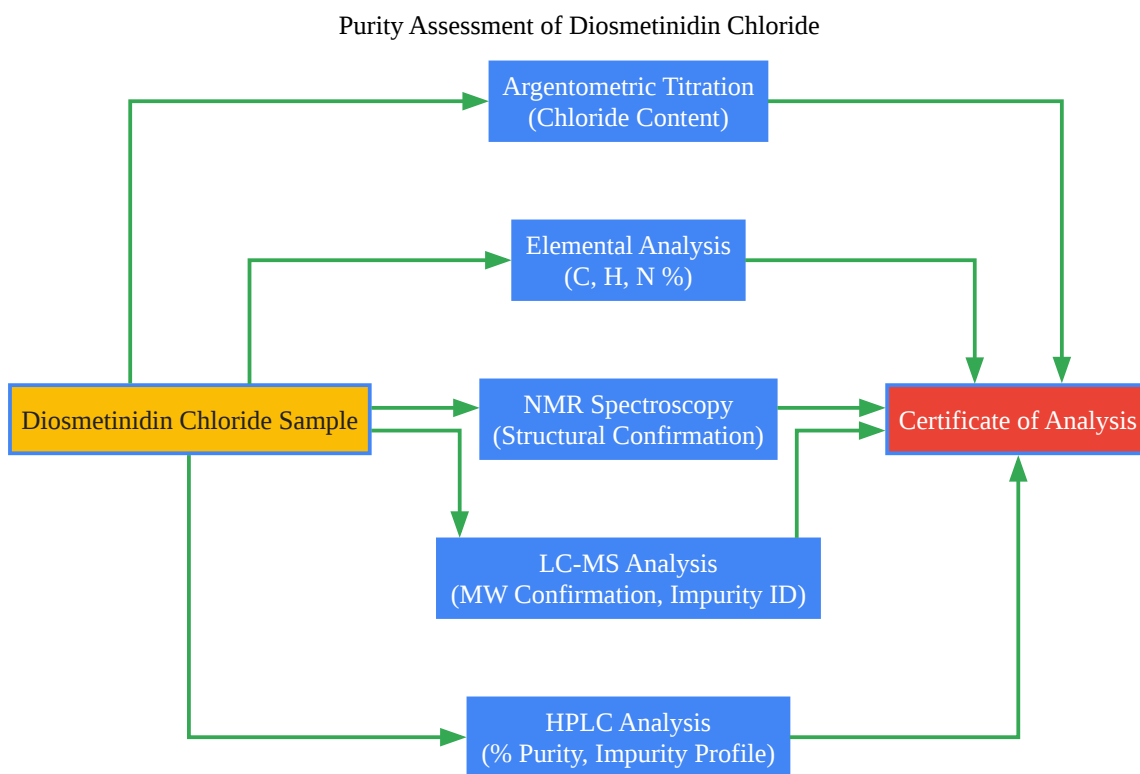 Purity Assessment of Diosmetinidin Chloride
Argentometric Titration
(Chloride Content)
Elemental Analysis
(C, H, N %)
Diosmetinidin Chloride Sample
NMR Spectroscopy
(Structural Confirmation)
Certificate of Analysis
LC-MS Analysis
(MW Confirmation, Impurity ID)
HPLC Analysis
(% Purity, Impurity Profile)